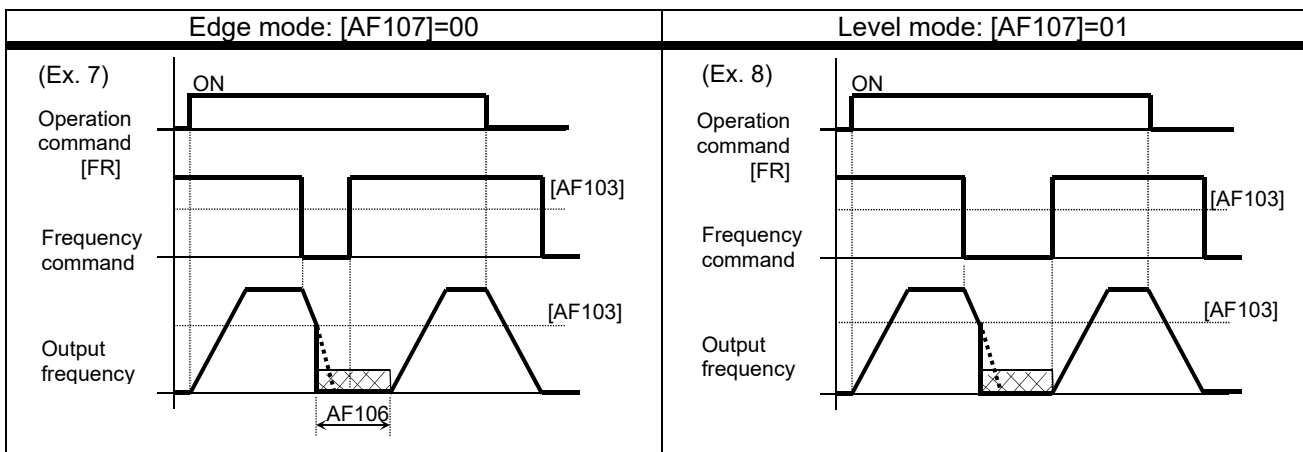 Edge mode: [AF107]=00
(Ex. 7)
ON
Operation
command
[FR]
[AF103]
Frequency
command
[AF103]
Output
frequency
AF106
Level mode: [AF107]=01
(Ex. 8)
ON
Operation
command
[FR]
[AF103]
Frequency
command
[AF103]
Output
frequency